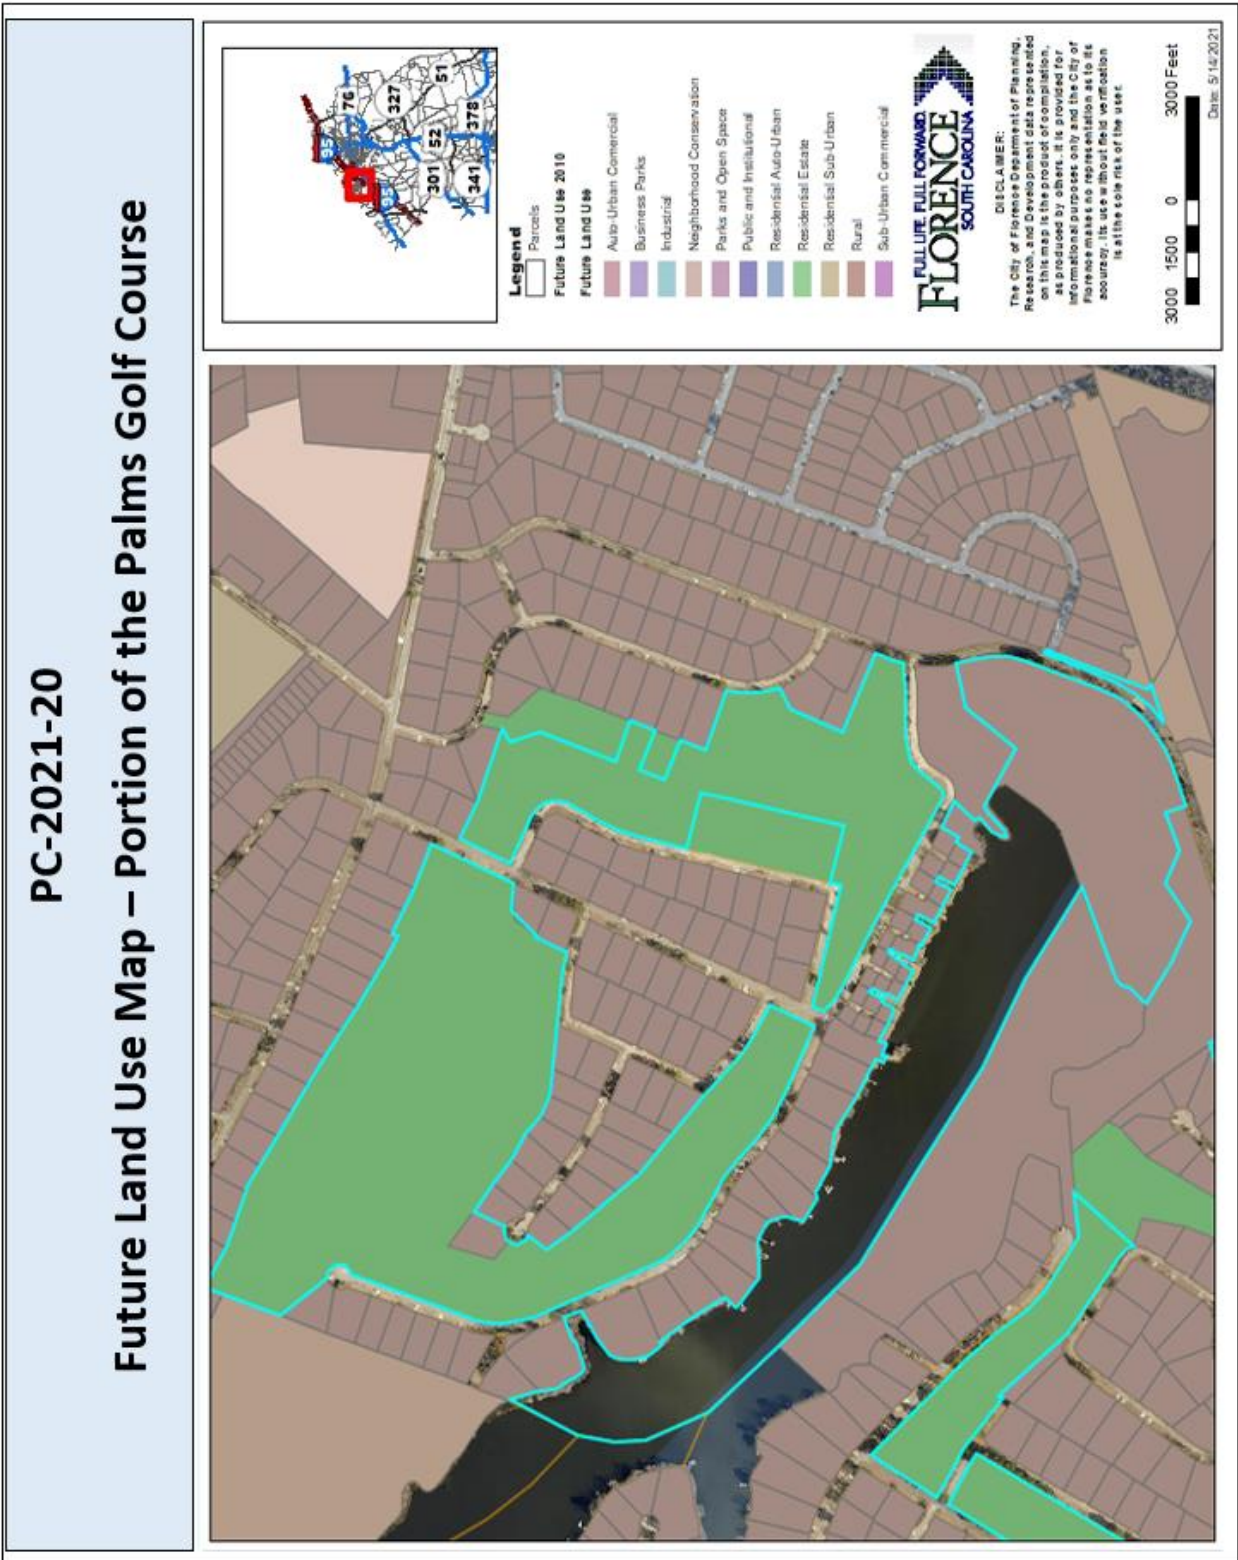 PC-2021-20
Future Land Use Map – Portion of the Palms Golf Course
95
76
327
51
52
301
378
341
95
Legend
Parcels
Future Land Use 2010
Future Land Use
Auto-Urban Comercial
Business Parks
Industrial
Neighborhood Conservation
Parks and Open Space
Public and Institutional
Residential Auto-Urban
Residential Estate
Residential Sub-Urban
Rural
Sub-Urban Commercial
FULL LIFE. FULL FORWARD.
FLORENCE
SOUTH CAROLINA
DISCLAIMER:
The City of Florence Department of Planning,
Research, and Development data represented
on this map is the product of compilation,
as produced by others. It is provided for
informational purposes only and the City of
Florence makes no representation as to its
accuracy. Its use without field verification
is at the sole risk of the user.
3000 1500 0 3000 Feet
Date: 5/14/2021